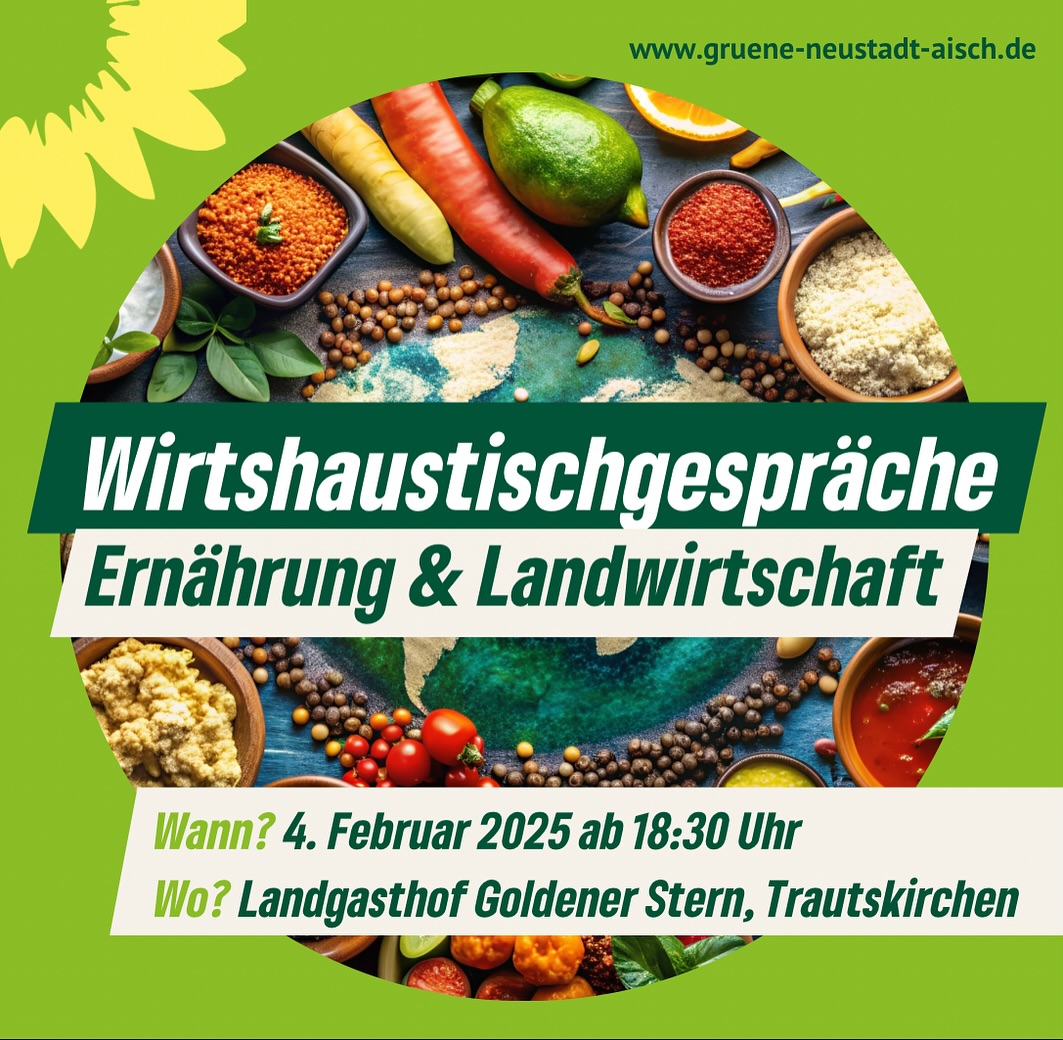 www.gruene-neustadt-aisch.de
Wirtshaustischgespräche
Ernährung & Landwirtschaft
Wann? 4. Februar 2025 ab 18:30 Uhr
Wo? Landgasthof Goldener Stern, Trautskirchen